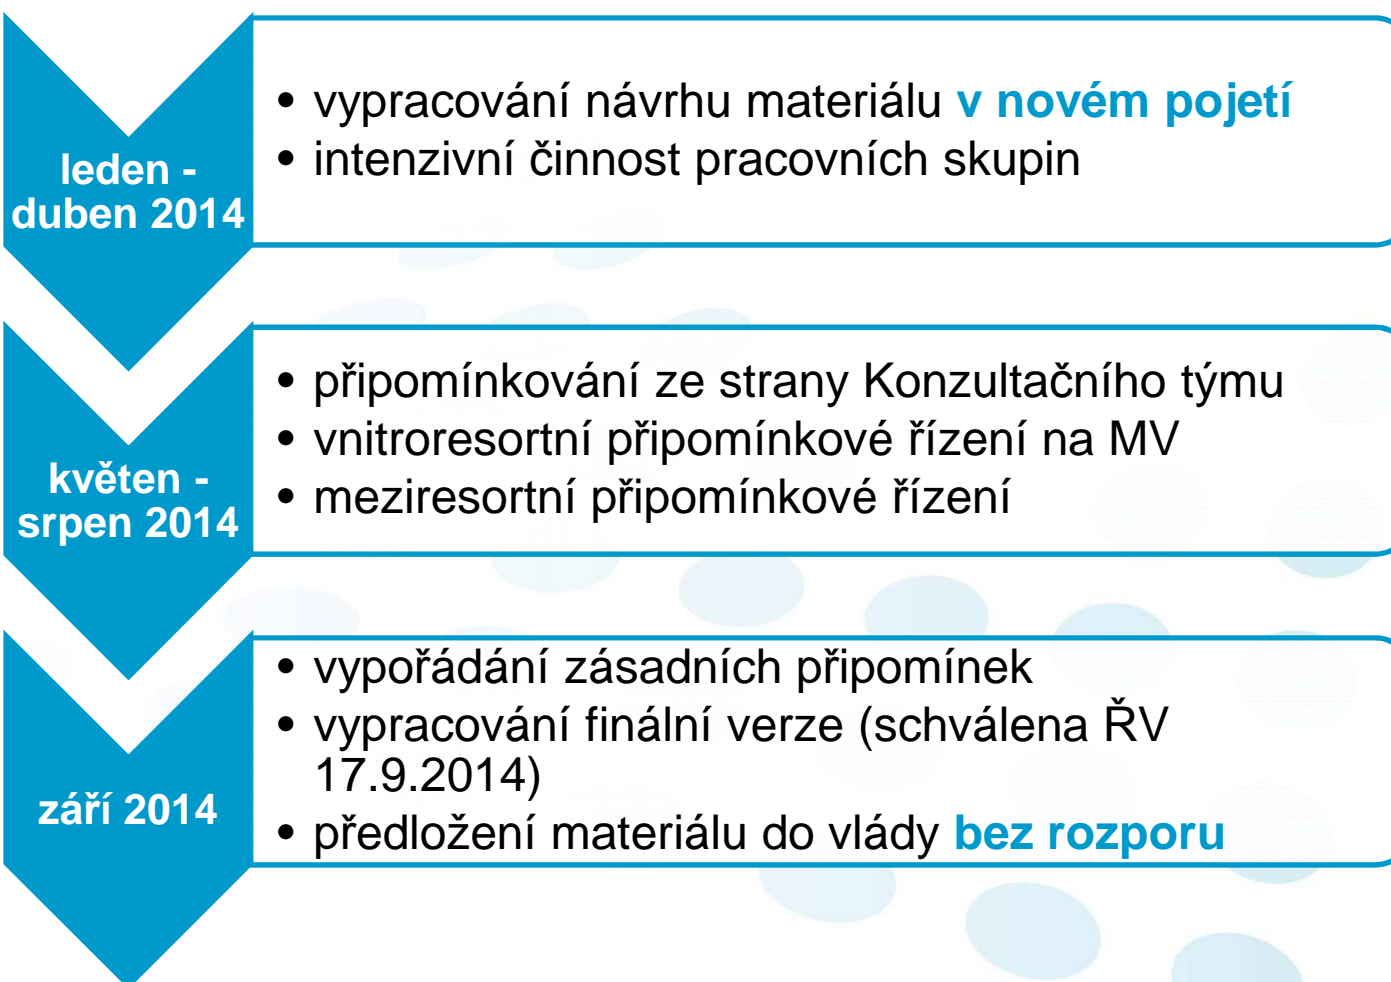 leden -
duben 2014
• vypracování návrhu materiálu v novém pojetí
• intenzivní činnost pracovních skupin
květen -
srpen 2014
• připomínkování ze strany Konzultačního týmu
• vnitroresortní připomínkové řízení na MV
• meziresortní připomínkové řízení
září 2014
• vypořádání zásadních připomínek
• vypracování finální verze (schválena ŘV
17.9.2014)
• předložení materiálu do vlády bez rozporu